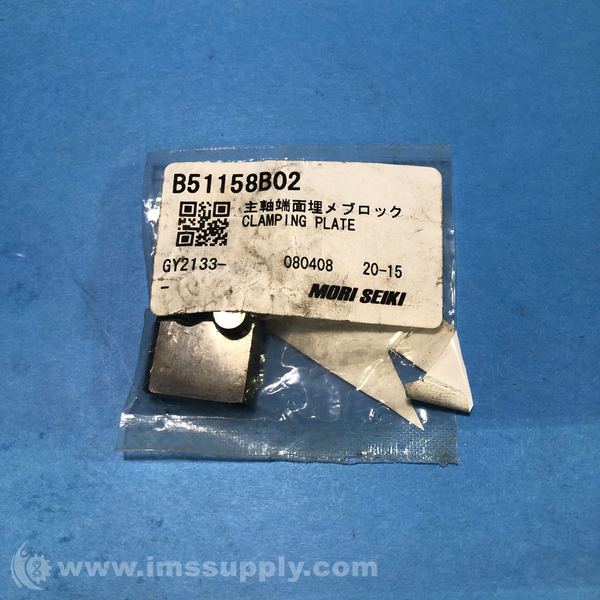 B51158B02
主軸端面埋メブロック
CLAMPING PLATE
GY2133-
080408
20-15
-
MORI SEIKI
www.imssupply.com